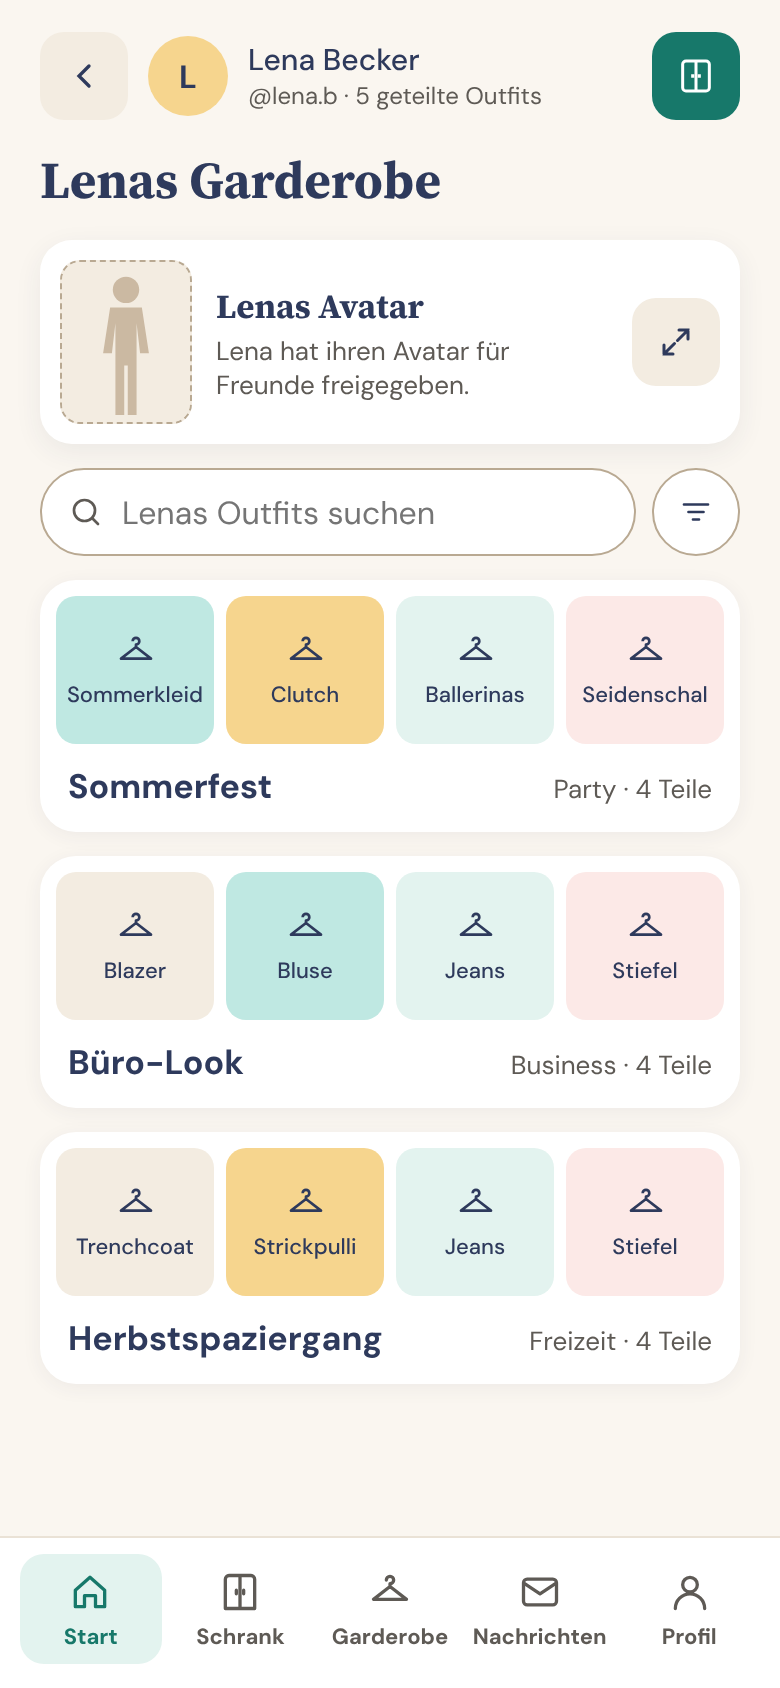 L
Lena Becker
@lena.b · 5 geteilte Outfits
Lenas Garderobe
Lenas Avatar
Lena hat ihren Avatar für
Freunde freigegeben.
Lenas Outfits suchen
Sommerkleid
Clutch
Ballerinas
Seidenschal
Sommerfest
Party · 4 Teile
Blazer
Bluse
Jeans
Stiefel
Büro-Look
Business · 4 Teile
Trenchcoat
Strickpulli
Jeans
Stiefel
Herbstspaziergang
Freizeit · 4 Teile
Start
Schrank
Garderobe
Nachrichten
Profil